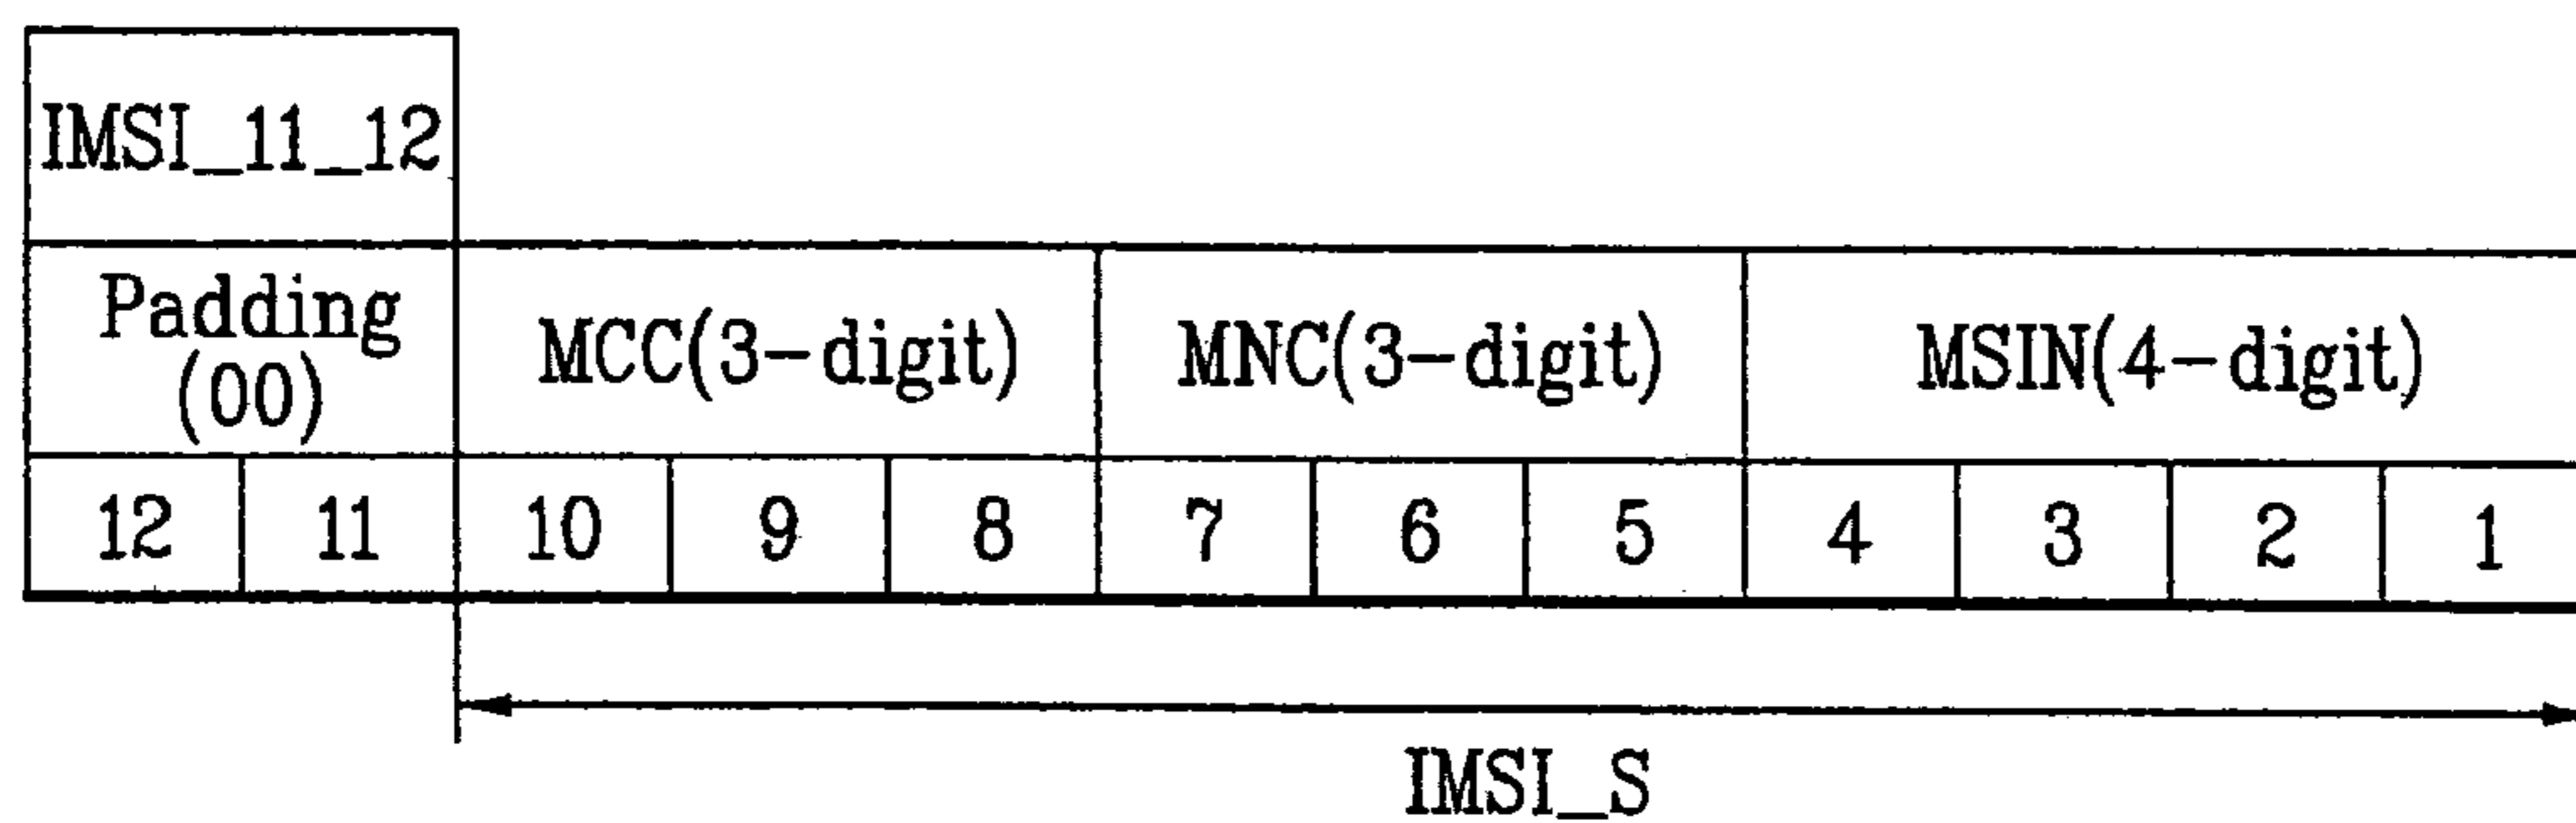 IMSI_11_12
Padding
(00)
MCC(3-digit)
MNC(3-digit)
MSIN(4-digit)
12 11 10 9 8 7 6 5 4 3 2 1
IMSI_S